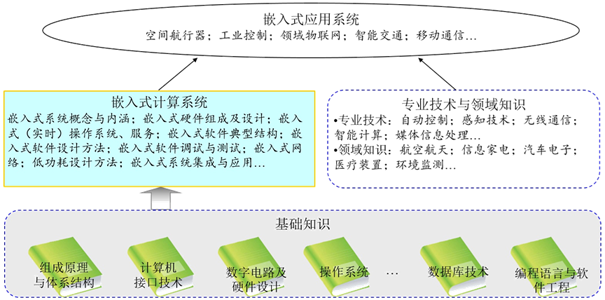 嵌入式应用系统
空间航行器；工业控制；领域物联网；智能交通；移动通信…
嵌入式计算系统
嵌入式系统概念与内涵；嵌入式硬件组成及设计；嵌入
式（实时）操作系统、服务；嵌入式软件典型结构；嵌
入式软件设计方法；嵌入式软件调试与测试；嵌入式网
络；低功耗设计方法；嵌入式系统集成与应用…
专业技术与领域知识
•专业技术：自动控制；感知技术；无线通信；
智能计算；媒体信息处理…
•领域知识：航空航天；信息家电；汽车电子；
医疗装置；环境监测…
基础知识
组成原理
与体系结构
计算机
接口技术
数字电路及
硬件设计
操作系统
…
数据库技术
编程语言与软
件工程